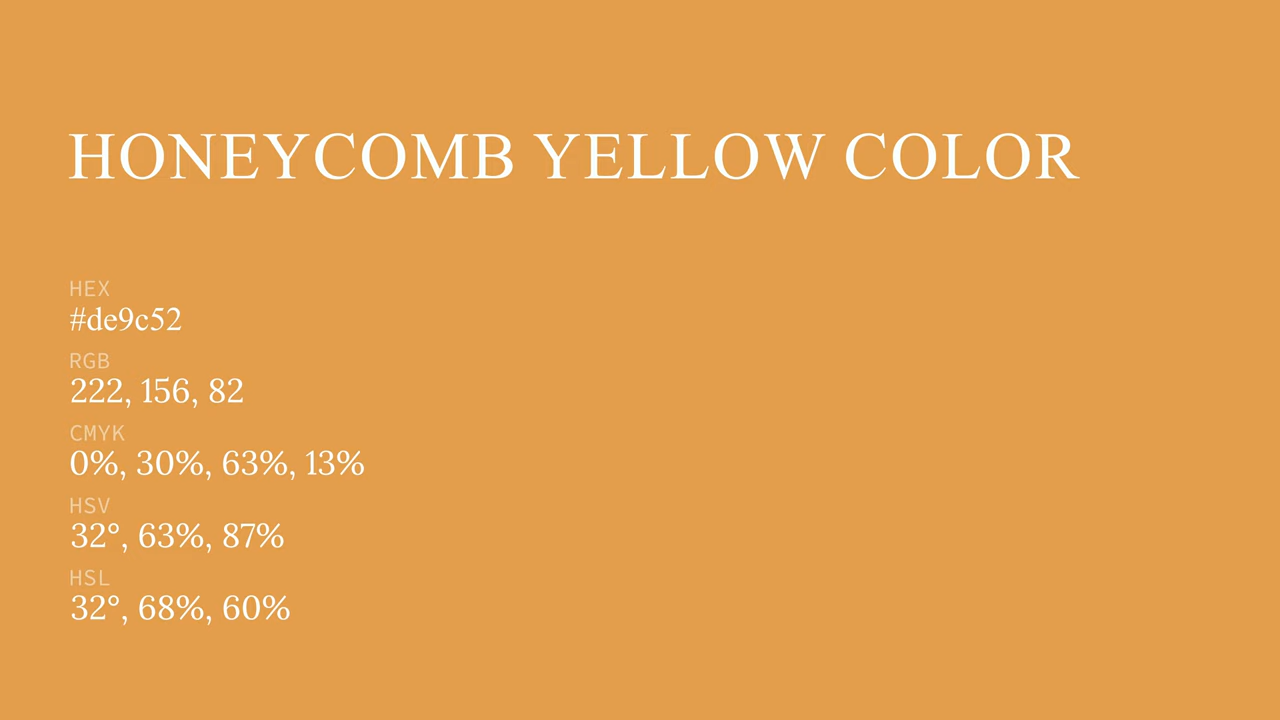 HONEYCOMB YELLOW COLOR
HEX
#de9c52
RGB
222, 156, 82
CMYK
0%, 30%, 63%, 13%
HSV
32°, 63%, 87%
HSL
32°, 68%, 60%